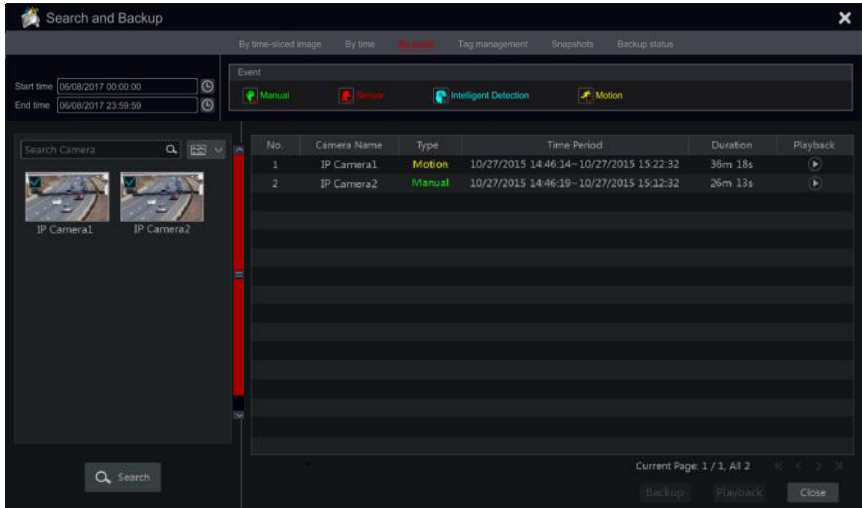 Search and Backup
By time-sliced image By time By event Tag management Snapshots Backup status
Start time 06/08/2017 00:00:00
End time 06/08/2017 23:59:59
Event
Manual Sensor Intelligent Detection Motion
Search Camera
IP Camera1 IP Camera2
No. Camera Name Type Time Period Duration Playback
1 IP Camera1 Motion 10/27/2015 14:46:14~10/27/2015 15:22:32 36m 18s
2 IP Camera2 Manual 10/27/2015 14:46:19~10/27/2015 15:12:32 26m 13s
Current Page: 1 / 1, All 2
Search
Backup Playback Close